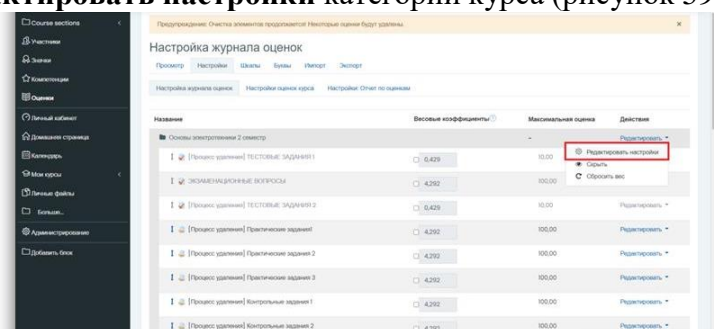 ктировать настройки категории курса (рисунок 39
Course sections
Участники
Значки
Компетенции
Оценки
Личный кабинет
Домашняя страница
Календарь
Мои курсы
Личные файлы
Больше...
Администрирование
Добавить блок
Предупреждение: Очистка элементов продолжается! Некоторые оценки будут удалены.
×
Настройка журнала оценок
Просмотр Настройки Шкалы Буквы Импорт Экспорт
Настройка журнала оценок Настройки оценок курса Настройки: Отчет по оценкам
Название Весовые коэффициенты Максимальная оценка Действия
Основы электротехники 2 семестр - Редактировать
Редактировать настройки
Скрыть
Сбросить вес
[Процесс удаления] ТЕСТОВЫЕ ЗАДАНИЯ 1 0,429 10,00
ЭКЗАМЕНАЦИОННЫЕ ВОПРОСЫ 4,292 100,00
[Процесс удаления] ТЕСТОВЫЕ ЗАДАНИЯ 2 0,429 10,00 Редактировать
[Процесс удаления] Практические задания1 4,292 100,00 Редактировать
[Процесс удаления] Практические задания 2 4,292 100,00 Редактировать
[Процесс удаления] Практические задания 3 4,292 100,00 Редактировать
[Процесс удаления] Контрольные задания 1 4,292 100,00 Редактировать
[Процесс удаления] Контрольные задания 2 4,292 100,00 Редактировать